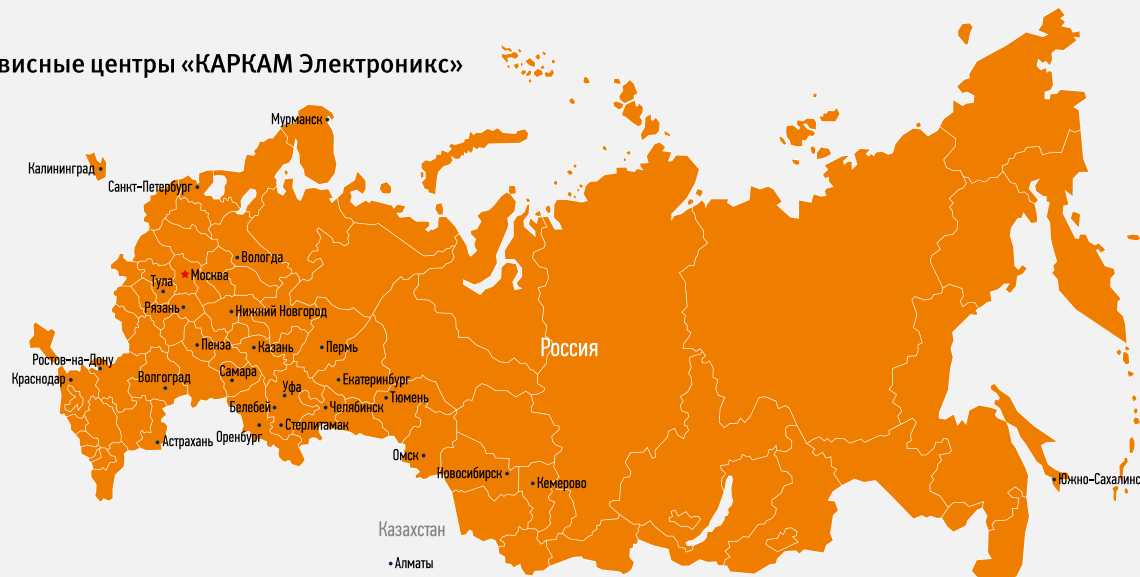 висные центры «КАРКАМ Электроникс»
Мурманск
Калининград
Санкт-Петербург
Вологда
Москва
Тула
Рязань
Нижний Новгород
Пенза
Казань
Пермь
Россия
Ростов-на-Дону
Краснодар
Волгоград
Самара
Екатеринбург
Уфа
Тюмень
Белебей
Челябинск
Стерлитамак
Оренбург
Астрахань
Омск
Новосибирск
Кемерово
Южно-Сахалинс
Казахстан
Алматы